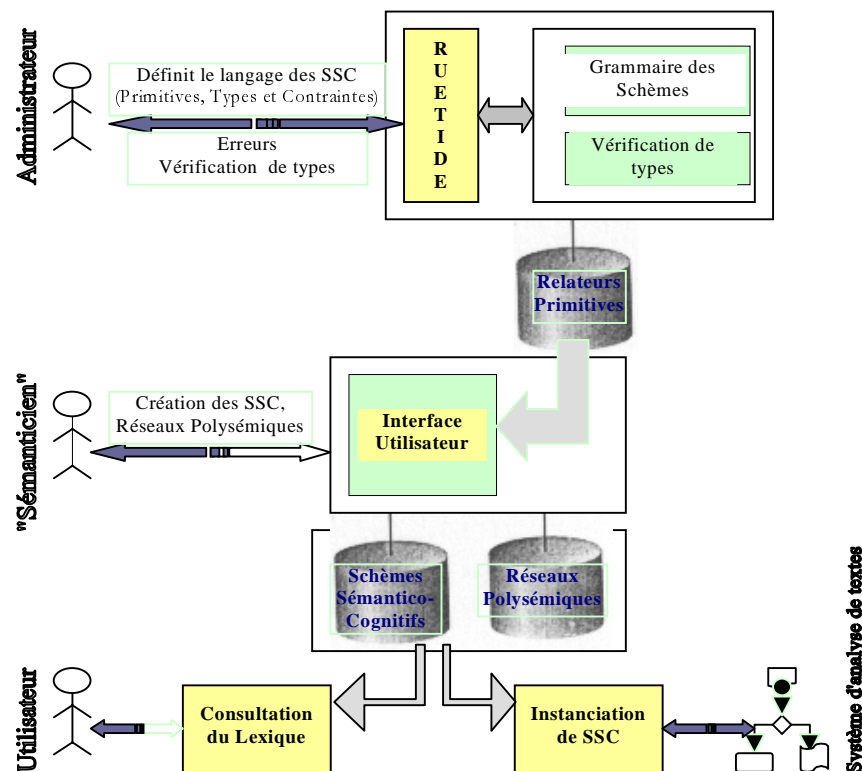 Administrateur
Définit le langage des SSC
(Primitives, Types et Contraintes)
Erreurs
Vérification de types
R
U
E
T
I
D
E
Grammaire des
Schèmes
Vérification de
types
Relateurs
Primitives
"Sémanticien"
Création des SSC,
Réseaux Polysémiques
Interface
Utilisateur
Schèmes
Sémantico-
Cognitifs
Réseaux
Polysémiques
Utilisateur
Consultation
du Lexique
Instanciation
de SSC
Système d'analyse de textes